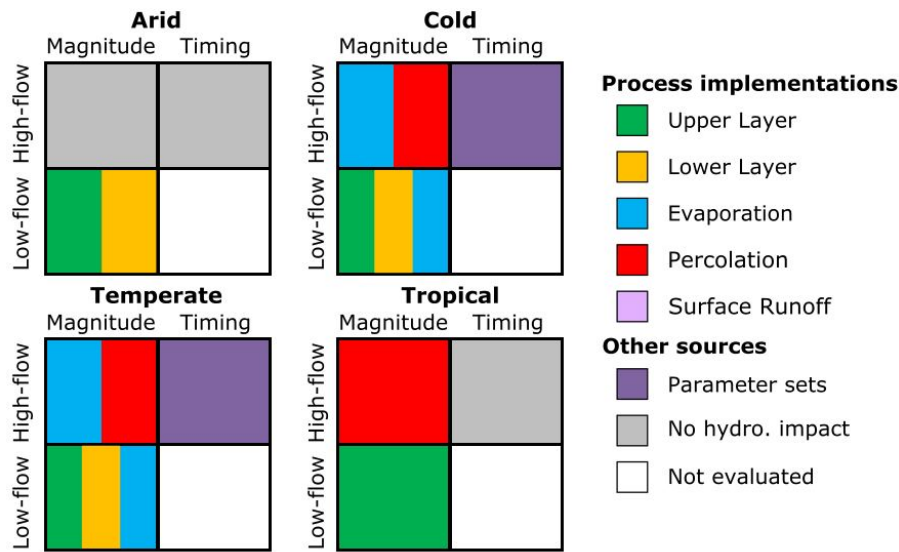 Arid
Magnitude Timing
High-flow
Low-flow
Cold
Magnitude Timing
High-flow
Low-flow
Temperate
Magnitude Timing
High-flow
Low-flow
Tropical
Magnitude Timing
High-flow
Low-flow
Process implementations
Upper Layer
Lower Layer
Evaporation
Percolation
Surface Runoff
Other sources
Parameter sets
No hydro. impact
Not evaluated